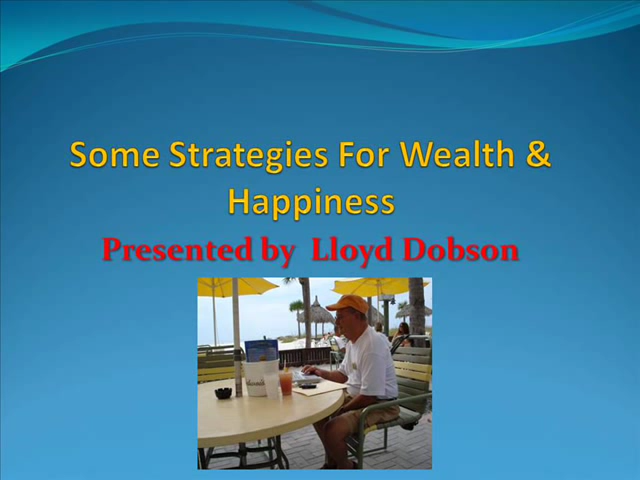 Some Strategies For Wealth &
Happiness
Presented by Lloyd Dobson